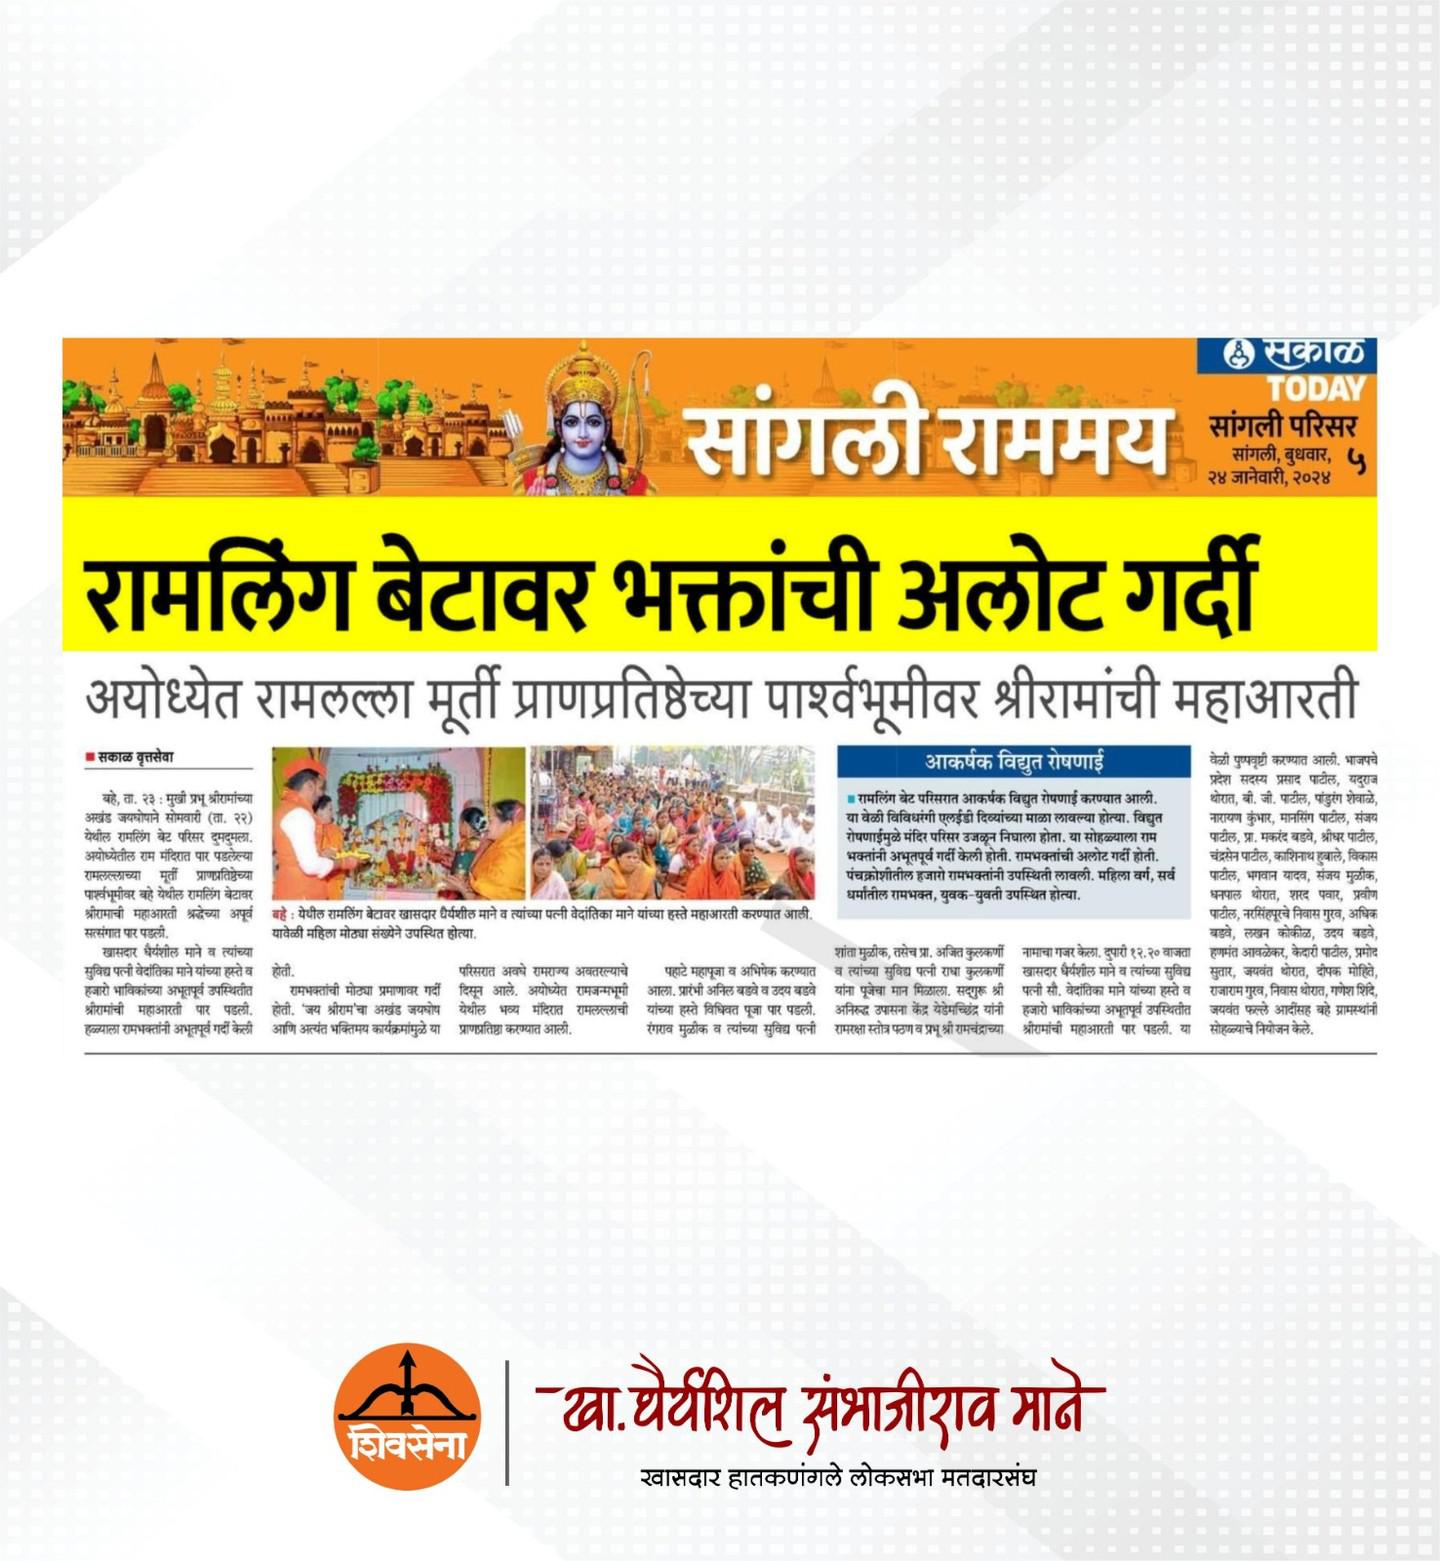 सकाळ
TODAY
सांगली राममय
सांगली परिसर
सांगली, बुधवार,
२४ जानेवारी, २०२४
५
रामलिंग बेटावर भक्तांची अलोट गर्दी
अयोध्येत रामलल्ला मूर्ती प्राणप्रतिष्ठेच्या पार्श्वभूमीवर श्रीरामांची महाआरती
सकाळ वृत्तसेवा
बहे, ता. २३ : मुखी प्रभू श्रीरामांच्या
अखंड जयघोषाने सोमवारी (ता. २२)
येथील रामलिंग बेट परिसर दुमदुमला.
अयोध्येतील राम मंदिरात पार पडलेल्या
रामलल्लाच्या मूर्ती प्राणप्रतिष्ठेच्या
पार्श्वभूमीवर बहे येथील रामलिंग बेटावर
श्रीरामाची महाआरती श्रद्धेच्या अपूर्व
सत्संगात पार पडली.
खासदार धैर्यशील माने व त्यांच्या
सुविद्य पत्नी वेदांतिका माने यांच्या हस्ते व
हजारो भाविकांच्या अभूतपूर्व उपस्थितीत
श्रीरामांची महाआरती पार पडली.
हळ्याला रामभक्तांनी अभूतपूर्व गर्दी केली
बहे : येथील रामलिंग बेटावर खासदार धैर्यशील माने व त्यांच्या पत्नी वेदांतिका माने यांच्या हस्ते महाआरती करण्यात आली.
यावेळी महिला मोठ्या संख्येने उपस्थित होत्या.
होती.
रामभक्तांची मोठ्या प्रमाणावर गर्दी
होती. ‘जय श्रीराम’चा अखंड जयघोष
आणि अत्यंत भक्तिमय कार्यक्रमांमुळे या
परिसरात अवघे रामराज्य अवतरल्याचे
दिसून आले. अयोध्येत रामजन्मभूमी
येथील भव्य मंदिरात रामलल्लाची
प्राणप्रतिष्ठा करण्यात आली.
पहाटे महापूजा व अभिषेक करण्यात
आला. प्रारंभी अनिल बडवे व उदय बडवे
यांच्या हस्ते विधिवत पूजा पार पडली.
रंगराव मुळीक व त्यांच्या सुविद्य पत्नी
आकर्षक विद्युत रोषणाई
रामलिंग बेट परिसरात आकर्षक विद्युत रोषणाई करण्यात आली.
या वेळी विविधरंगी एलईडी दिव्यांच्या माळा लावल्या होत्या. विद्युत
रोषणाईमुळे मंदिर परिसर उजळून निघाला होता. या सोहळ्याला राम
भक्तांनी अभूतपूर्व गर्दी केली होती. रामभक्तांची अलोट गर्दी होती.
पंचक्रोशीतील हजारो रामभक्तांनी उपस्थिती लावली. महिला वर्ग, सर्व
धर्मातील रामभक्त, युवक-युवती उपस्थित होत्या.
शांता मुळीक, तसेच प्रा. अजित कुलकर्णी
व त्यांच्या सुविद्य पत्नी राधा कुलकर्णी
यांना पूजेचा मान मिळाला. सद्‌गुरू श्री
अनिरुद्ध उपासना केंद्र येडेमच्छिंद्र यांनी
रामरक्षा स्तोत्र पठण व प्रभू श्री रामचंद्राच्या
नामाचा गजर केला. दुपारी १२.२० वाजता
खासदार धैर्यशील माने व त्यांच्या सुविद्य
पत्नी सौ. वेदांतिका माने यांच्या हस्ते व
हजारो भाविकांच्या अभूतपूर्व उपस्थितीत
श्रीरामांची महाआरती पार पडली. या
वेळी पुष्पवृष्टी करण्यात आली. भाजपचे
प्रदेश सदस्य प्रसाद पाटील, यदुराज
थोरात, बी. जी. पाटील, पांडुरंग शेवाळे,
नारायण कुंभार, मानसिंग पाटील, संजय
पाटील, प्रा. मकरंद बडवे, श्रीधर पाटील,
चंद्रसेन पाटील, काशिनाथ हुबाले, विकास
पाटील, भगवान यादव, संजय मुळीक,
धनपाल थोरात, शरद पवार, प्रवीण
पाटील, नरसिंहपूरचे निवास गुरव, अधिक
बडवे, लखन कोकीळ, उदय बडवे,
हणमंत आवळेकर, केदारी पाटील, प्रमोद
सुतार, जयवंत थोरात, दीपक मोहिते,
राजाराम गुरव, निवास थोरात, गणेश शिंदे,
जयवंत फल्ले आदींसह बहे ग्रामस्थांनी
सोहळ्याचे नियोजन केले.
शिवसेना
खा. धैर्यशिल संभाजीराव माने
खासदार हातकणंगले लोकसभा मतदारसंघ